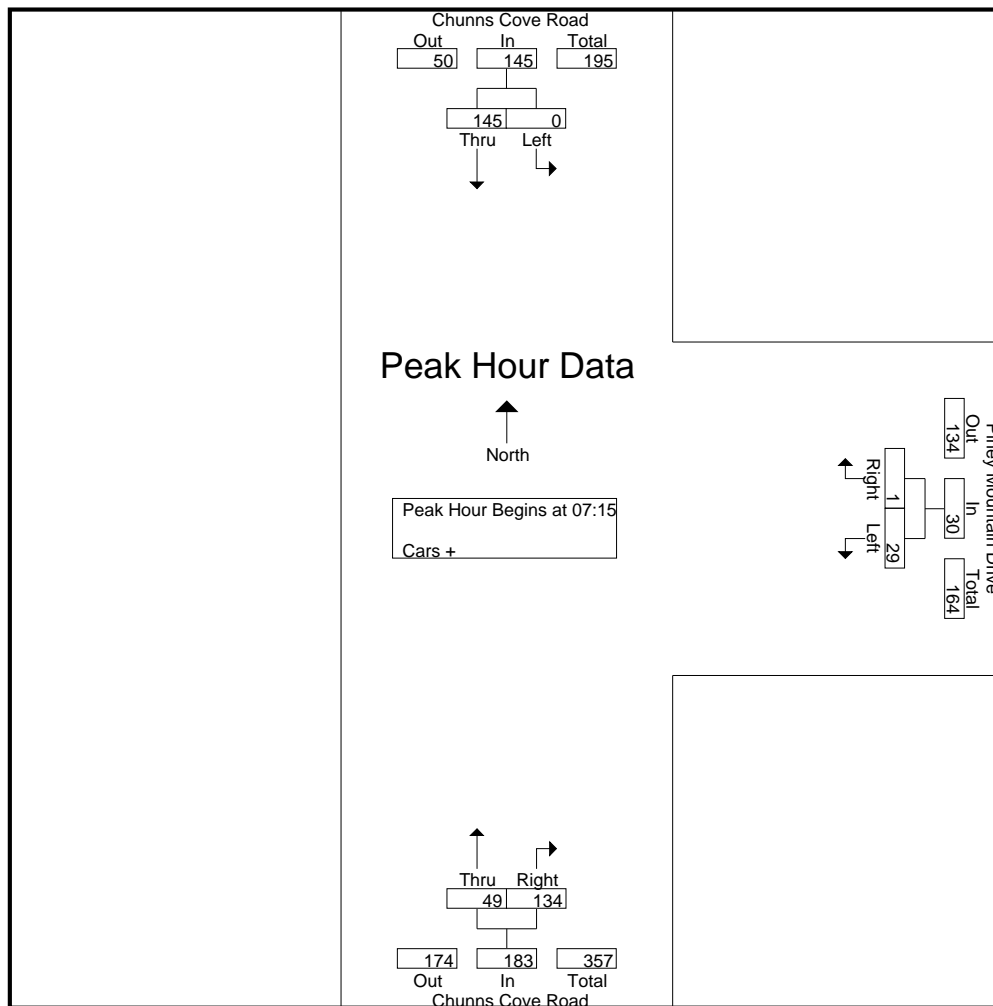 Chunns Cove Road
Out In Total
50 145 195
145 0
Thru Left
Peak Hour Data
North
Peak Hour Begins at 07:15
Cars +
Right Left
1 29
Out In Total
134 30 164
Mountain Drive
Thru Right
49 134
174 183 357
Out In Total
Chunns Cove Road